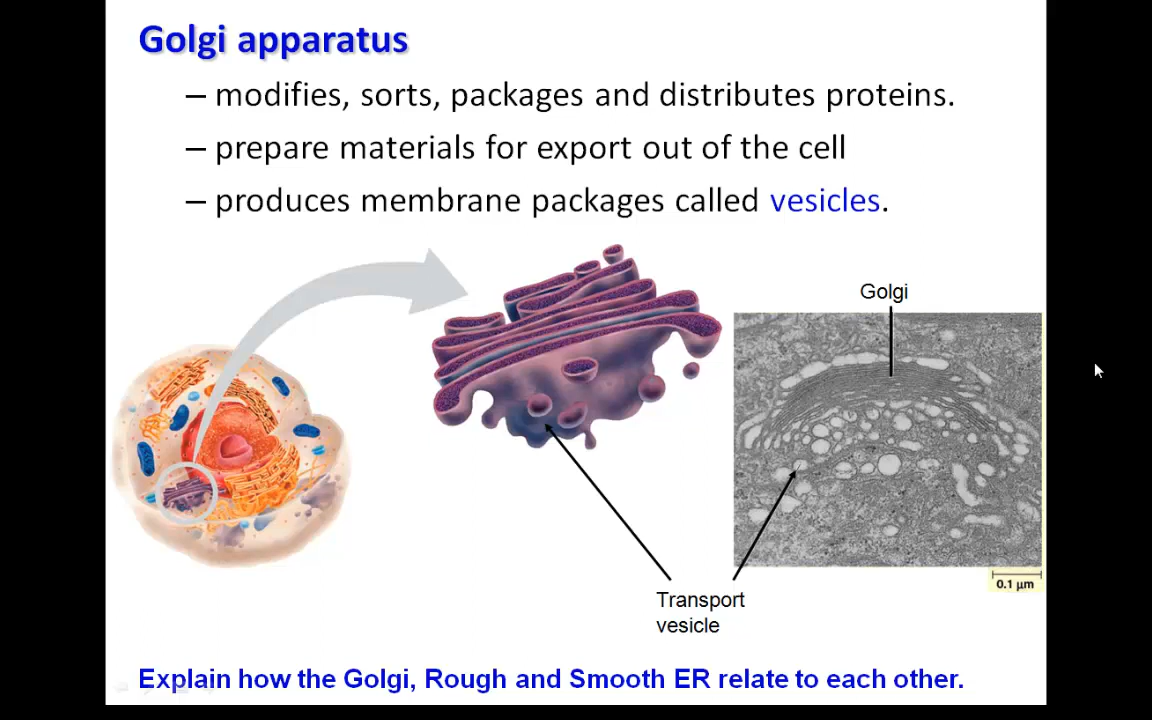 Golgi apparatus
– modifies, sorts, packages and distributes proteins.
– prepare materials for export out of the cell
– produces membrane packages called vesicles.
Golgi
0.1 µm
Transport
vesicle
Explain how the Golgi, Rough and Smooth ER relate to each other.